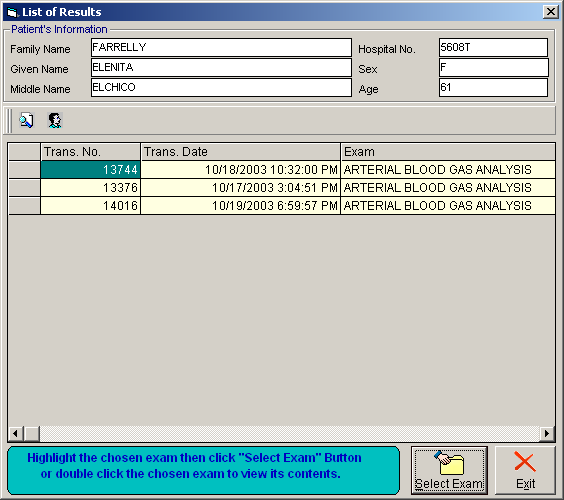 List of Results
Patient's Information
Family Name FARRELLY Hospital No. 5608T
Given Name ELENITA Sex F
Middle Name ELCHICO Age 61
Trans. No. Trans. Date Exam
13744 10/18/2003 10:32:00 PM ARTERIAL BLOOD GAS ANALYSIS
13376 10/17/2003 3:04:51 PM ARTERIAL BLOOD GAS ANALYSIS
14016 10/19/2003 6:59:57 PM ARTERIAL BLOOD GAS ANALYSIS
Highlight the chosen exam then click "Select Exam" Button
or double click the chosen exam to view its contents.
Select Exam Exit